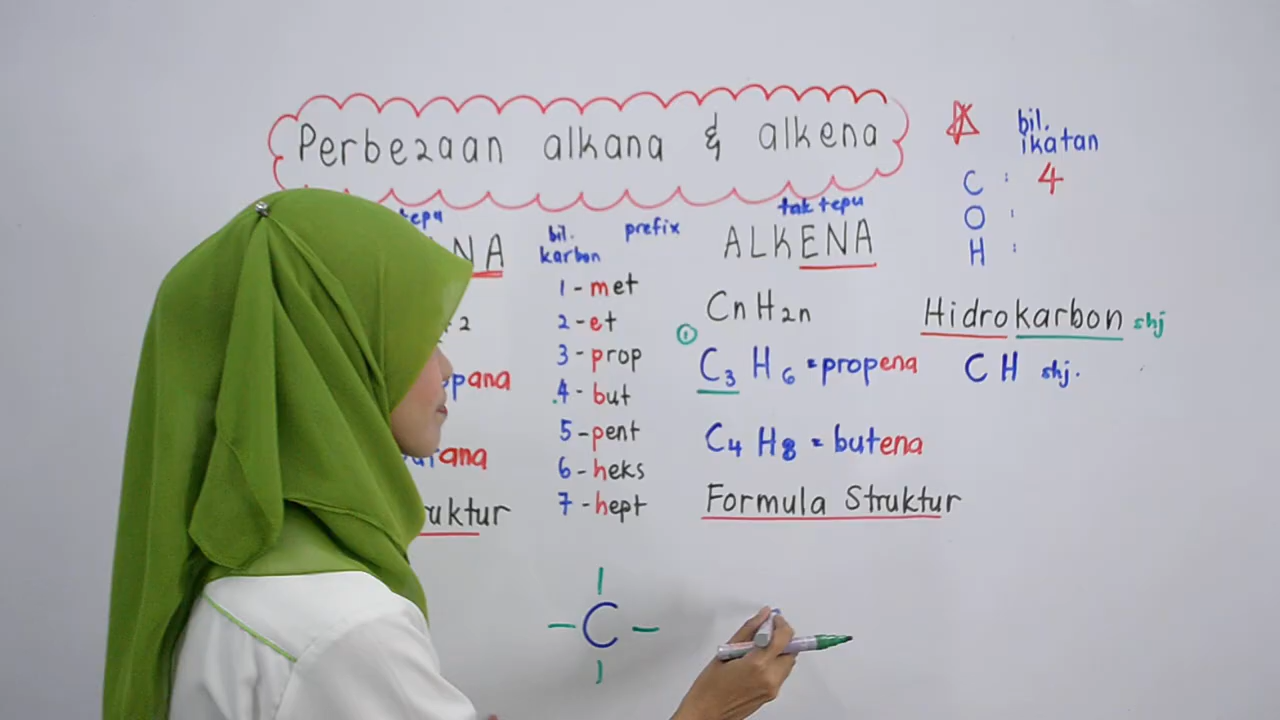 Perbezaan alkana & alkena
tepu
NA
2
pana
ana
uktur
bil. karbon prefix
1 - met
2 - et
3 - prop
4 - but
5 - pent
6 - heks
7 - hept
C
tak tepu
ALKENA
CnH2n
①
C3 H6 = propena
C4 H8 = butena
Formula Struktur
bil.
ikatan
C : 4
O :
H :
Hidrokarbon shj
CH shj.